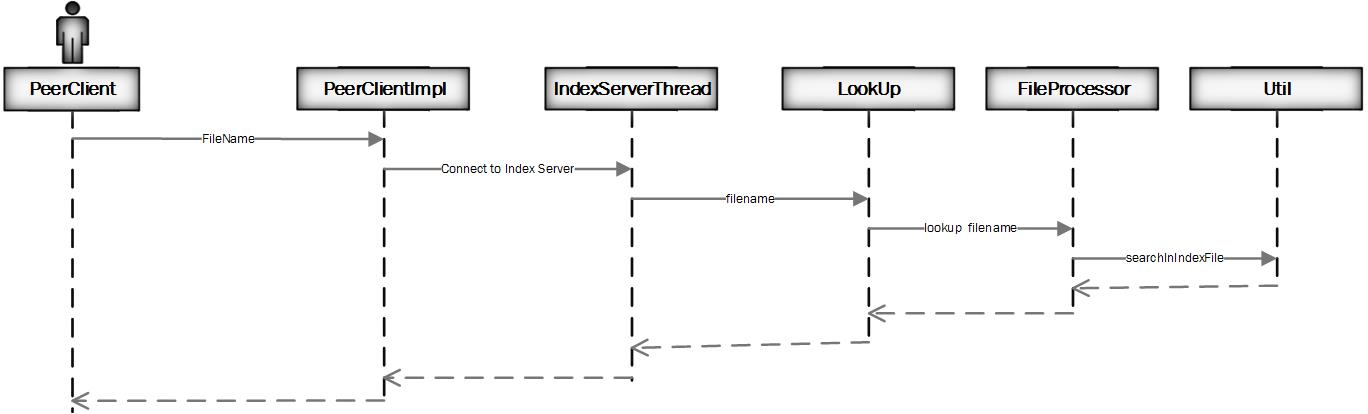 PeerClient
PeerClientImpl
IndexServerThread
LookUp
FileProcessor
Util
FileName
Connect to Index Server
filename
lookup filename
searchInIndexFile